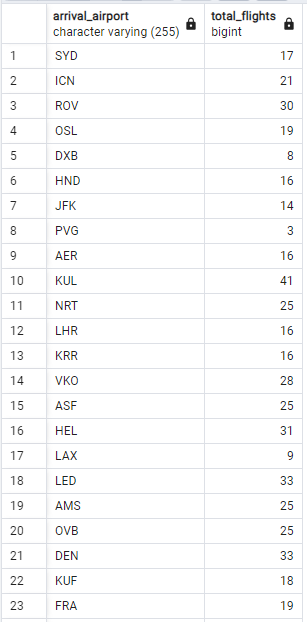 arrival_airport total_flights
character varying (255) bigint
1 SYD 17
2 ICN 21
3 ROV 30
4 OSL 19
5 DXB 8
6 HND 16
7 JFK 14
8 PVG 3
9 AER 16
10 KUL 41
11 NRT 25
12 LHR 16
13 KRR 16
14 VKO 28
15 ASF 25
16 HEL 31
17 LAX 9
18 LED 33
19 AMS 25
20 OVB 25
21 DEN 33
22 KUF 18
23 FRA 19